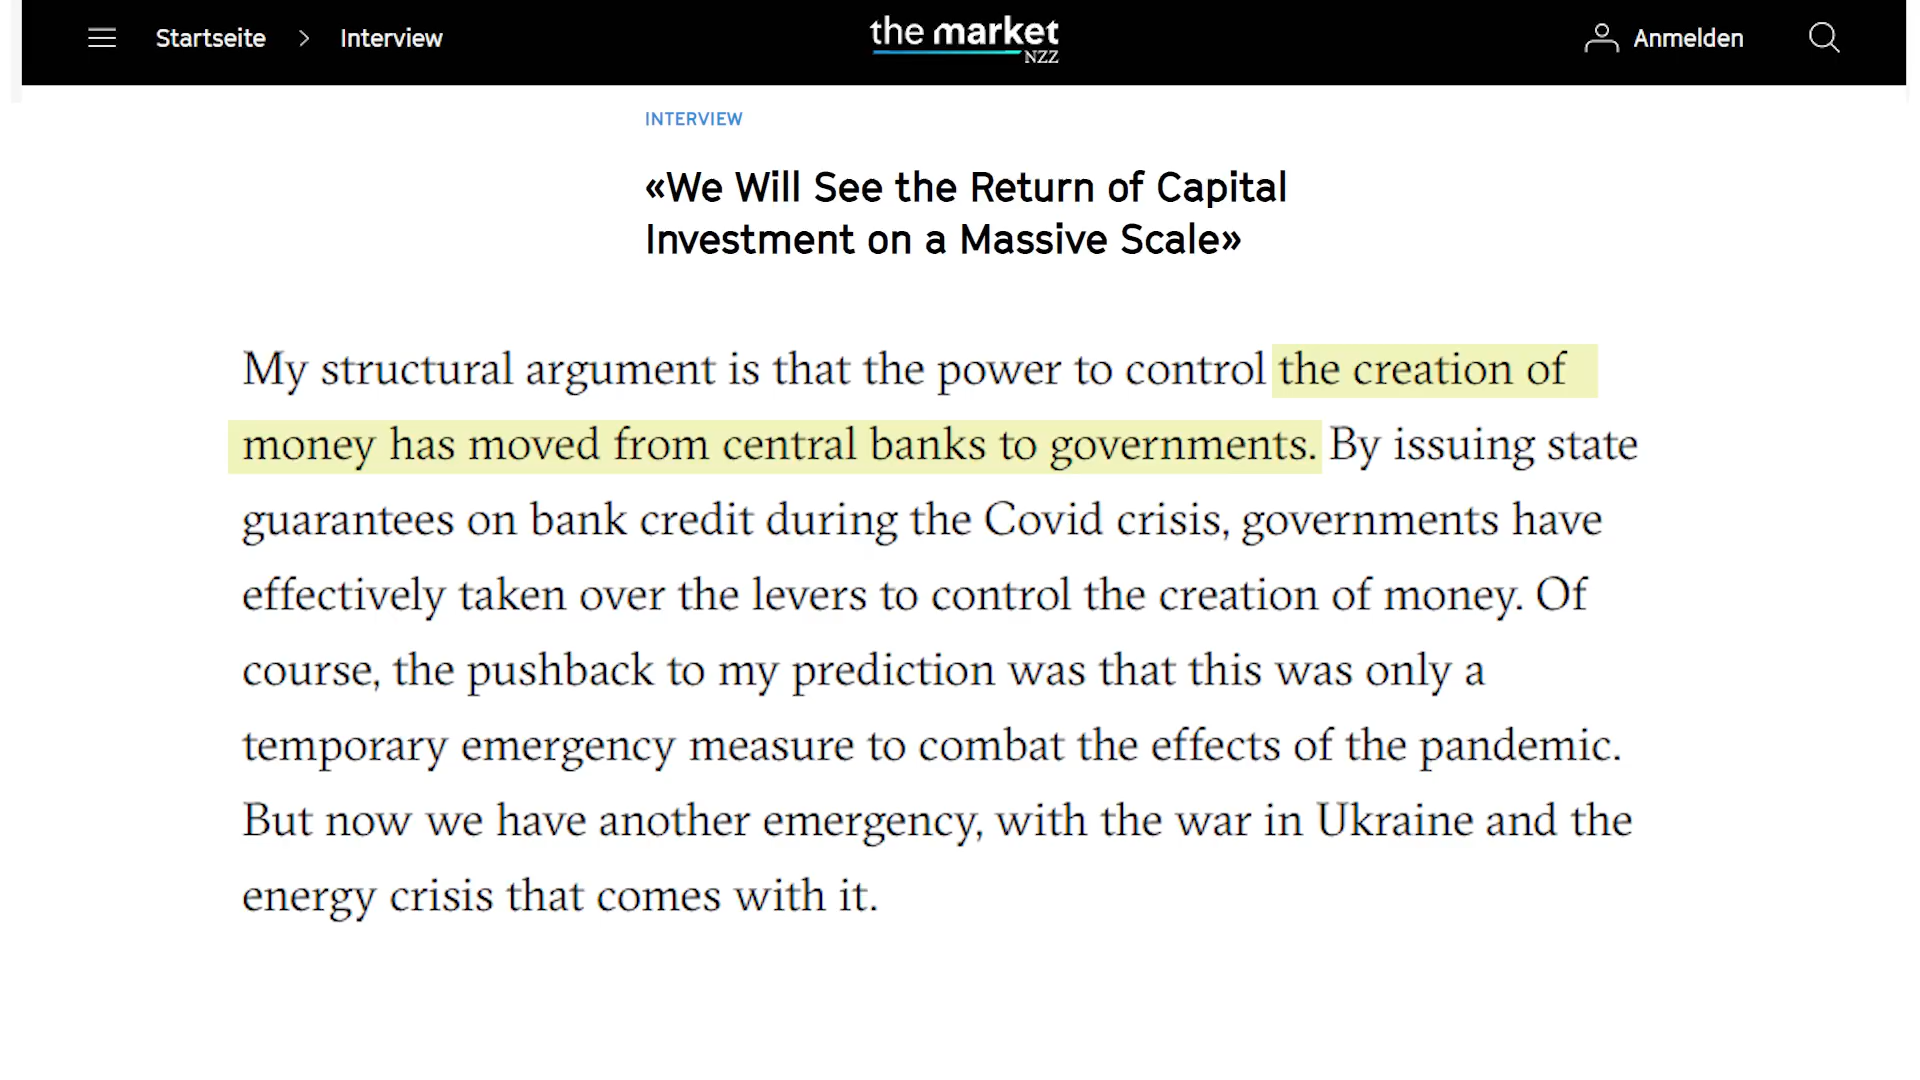 Startseite > Interview
the market
NZZ
Anmelden
INTERVIEW
«We Will See the Return of Capital
Investment on a Massive Scale»
My structural argument is that the power to control the creation of
money has moved from central banks to governments. By issuing state
guarantees on bank credit during the Covid crisis, governments have
effectively taken over the levers to control the creation of money. Of
course, the pushback to my prediction was that this was only a
temporary emergency measure to combat the effects of the pandemic.
But now we have another emergency, with the war in Ukraine and the
energy crisis that comes with it.